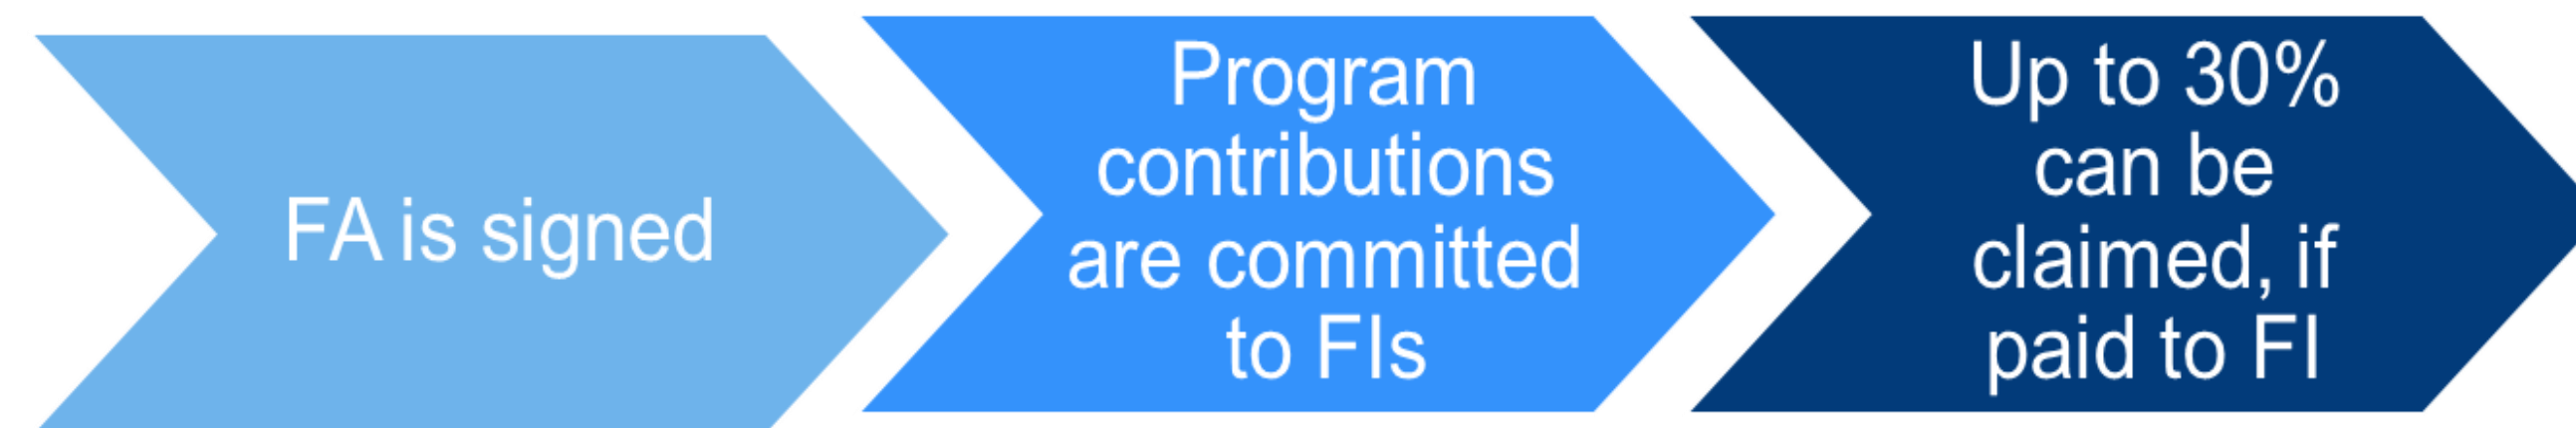 FA is signed
Program
contributions
are committed
to FIs
Up to 30%
can be
claimed, if
paid to FI